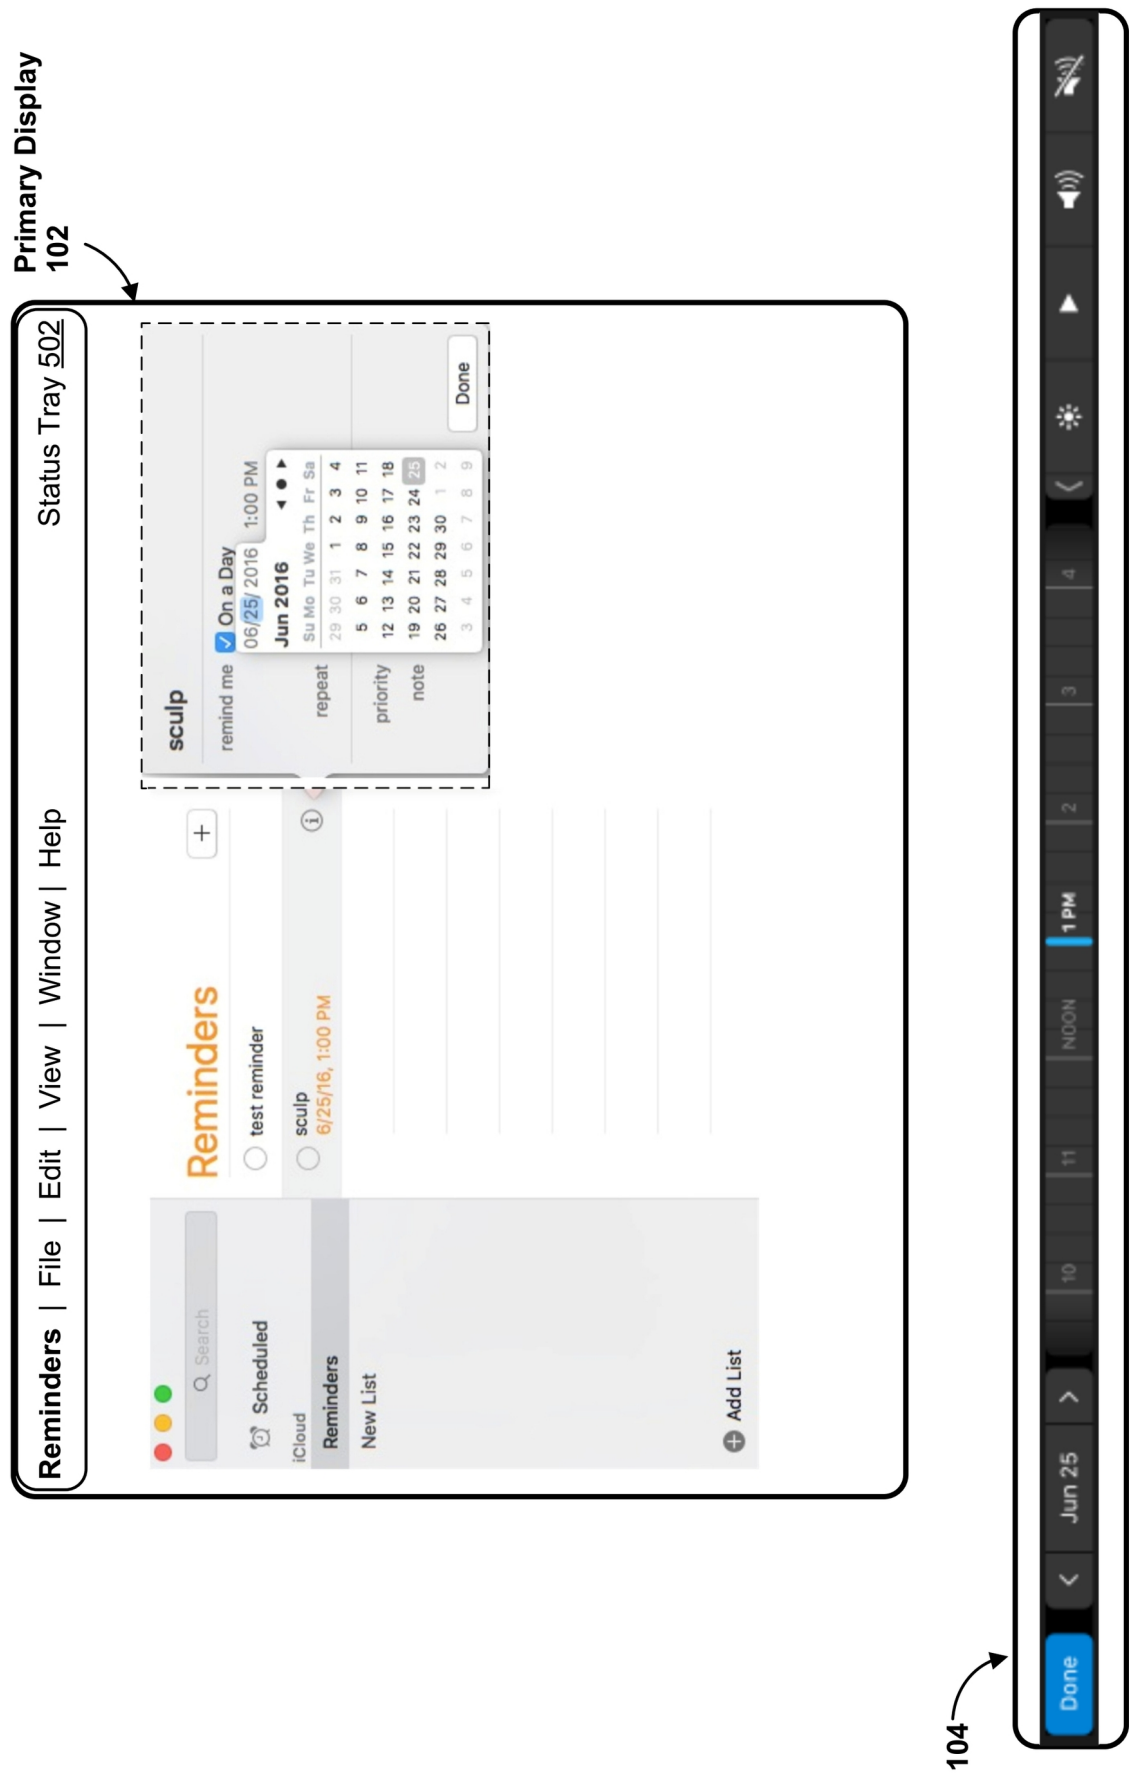 Primary Display
102
Reminders | File | Edit | View | Window | Help
Status Tray 502
Search
Scheduled
iCloud
Reminders
New List
Add List
Reminders
+
test reminder
sculp
6/25/16, 1:00 PM
i
sculp
remind me
On a Day
06/25/2016 1:00 PM
Jun 2016
Su Mo Tu We Th Fr Sa
29 30 31 1 2 3 4
5 6 7 8 9 10 11
12 13 14 15 16 17 18
19 20 21 22 23 24 25
26 27 28 29 30 1 2
3 4 5 6 7 8 9
repeat
priority
note
Done
104
Done
Jun 25
10 11 NOON 1 PM 2 3 4